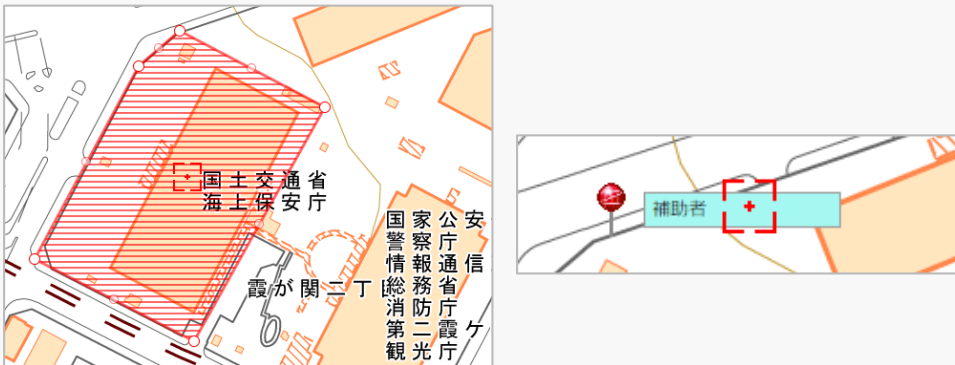 国土交通省
海上保安庁
国家公安
警察庁
情報通信
霞が関二丁
総務省
消防庁
第二霞ケ
観光庁
補助者